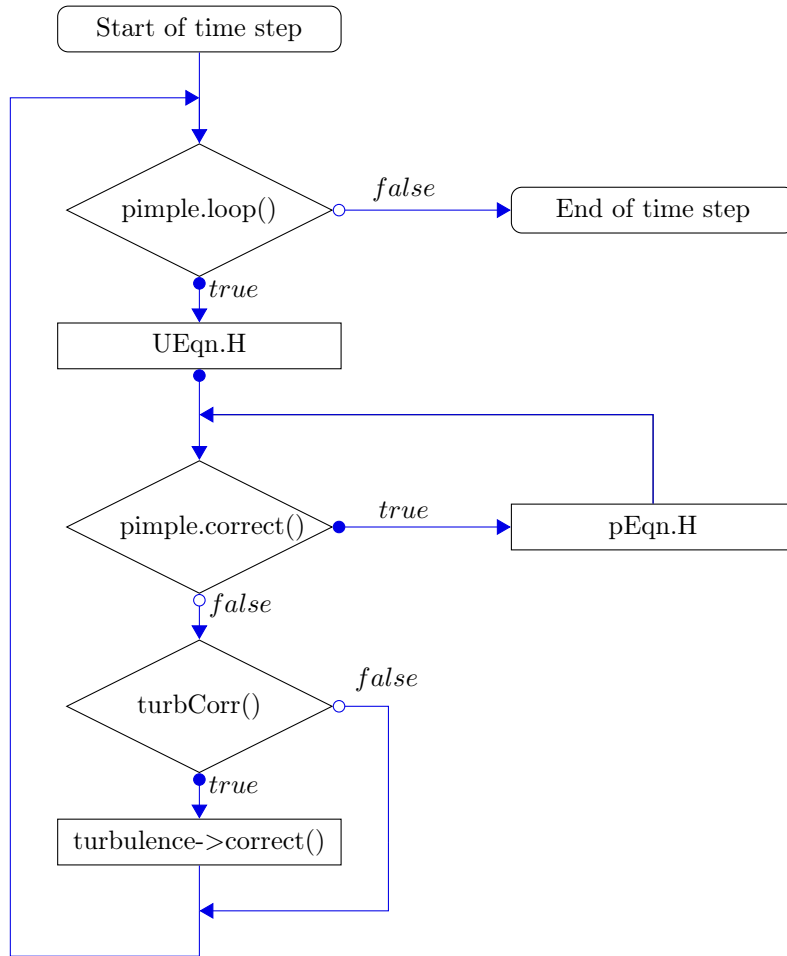 Start of time step
pimple.loop()
false
End of time step
true
UEqn.H
pimple.correct()
true
pEqn.H
false
turbCorr()
false
true
turbulence->correct()